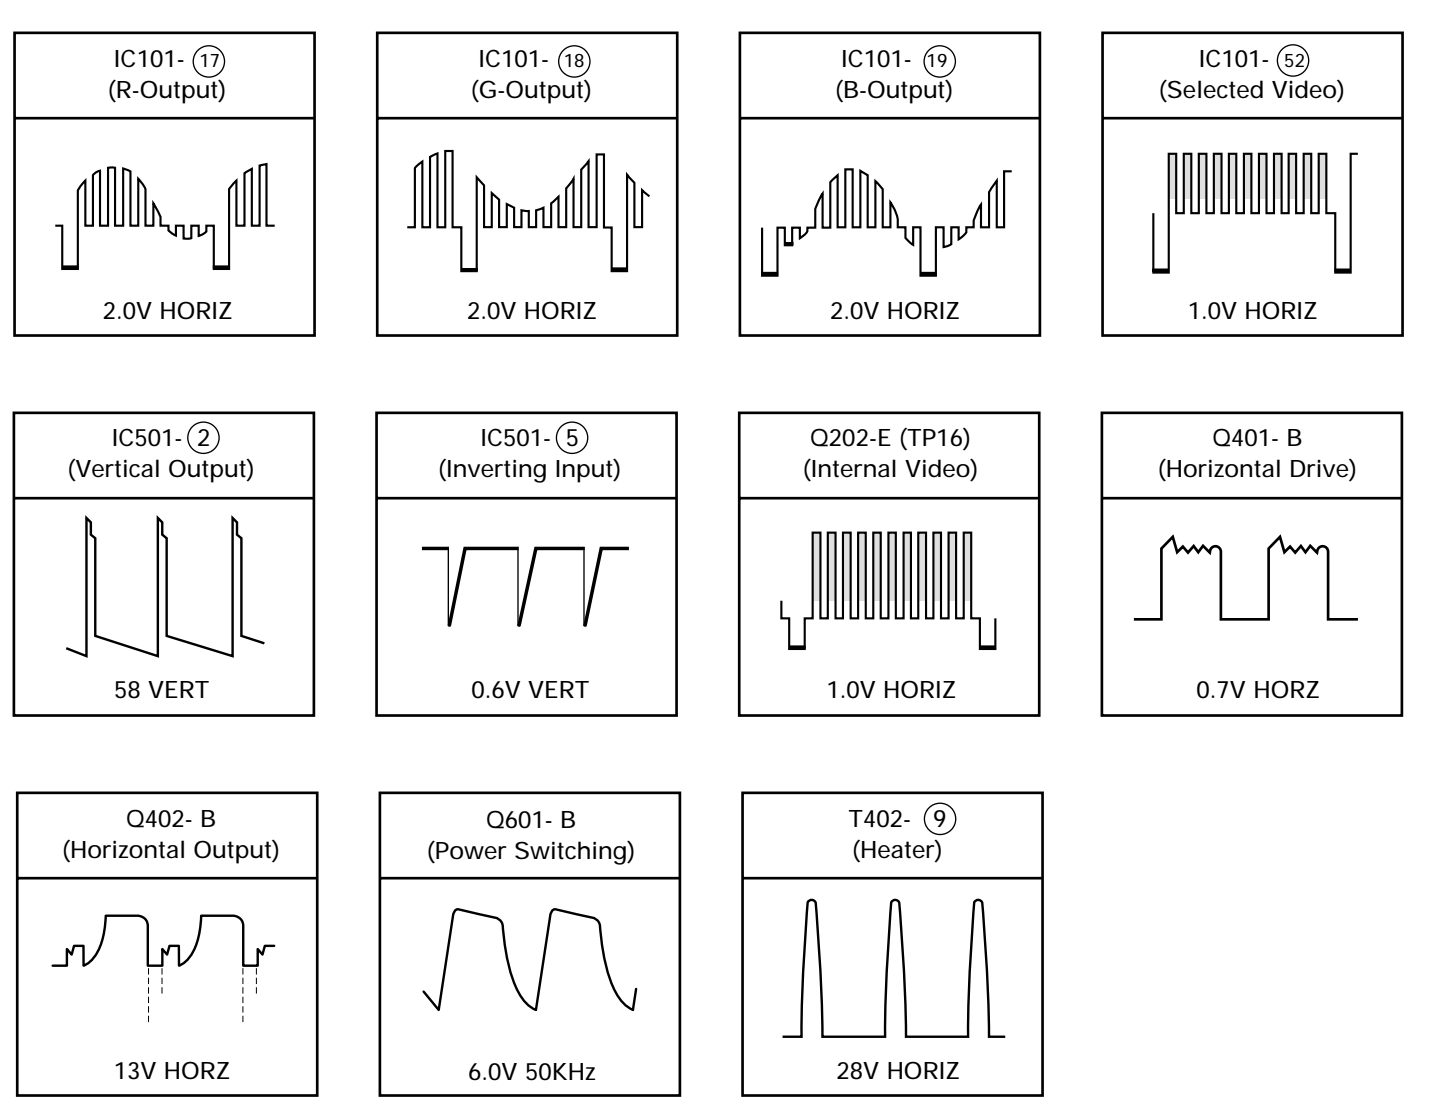 IC101- 17
(R-Output)
2.0V HORIZ
IC101- 18
(G-Output)
2.0V HORIZ
IC101- 19
(B-Output)
2.0V HORIZ
IC101- 52
(Selected Video)
1.0V HORIZ
IC501- 2
(Vertical Output)
58 VERT
IC501- 5
(Inverting Input)
0.6V VERT
Q202-E (TP16)
(Internal Video)
1.0V HORIZ
Q401- B
(Horizontal Drive)
0.7V HORZ
Q402- B
(Horizontal Output)
13V HORZ
Q601- B
(Power Switching)
6.0V 50KHz
T402- 9
(Heater)
28V HORIZ